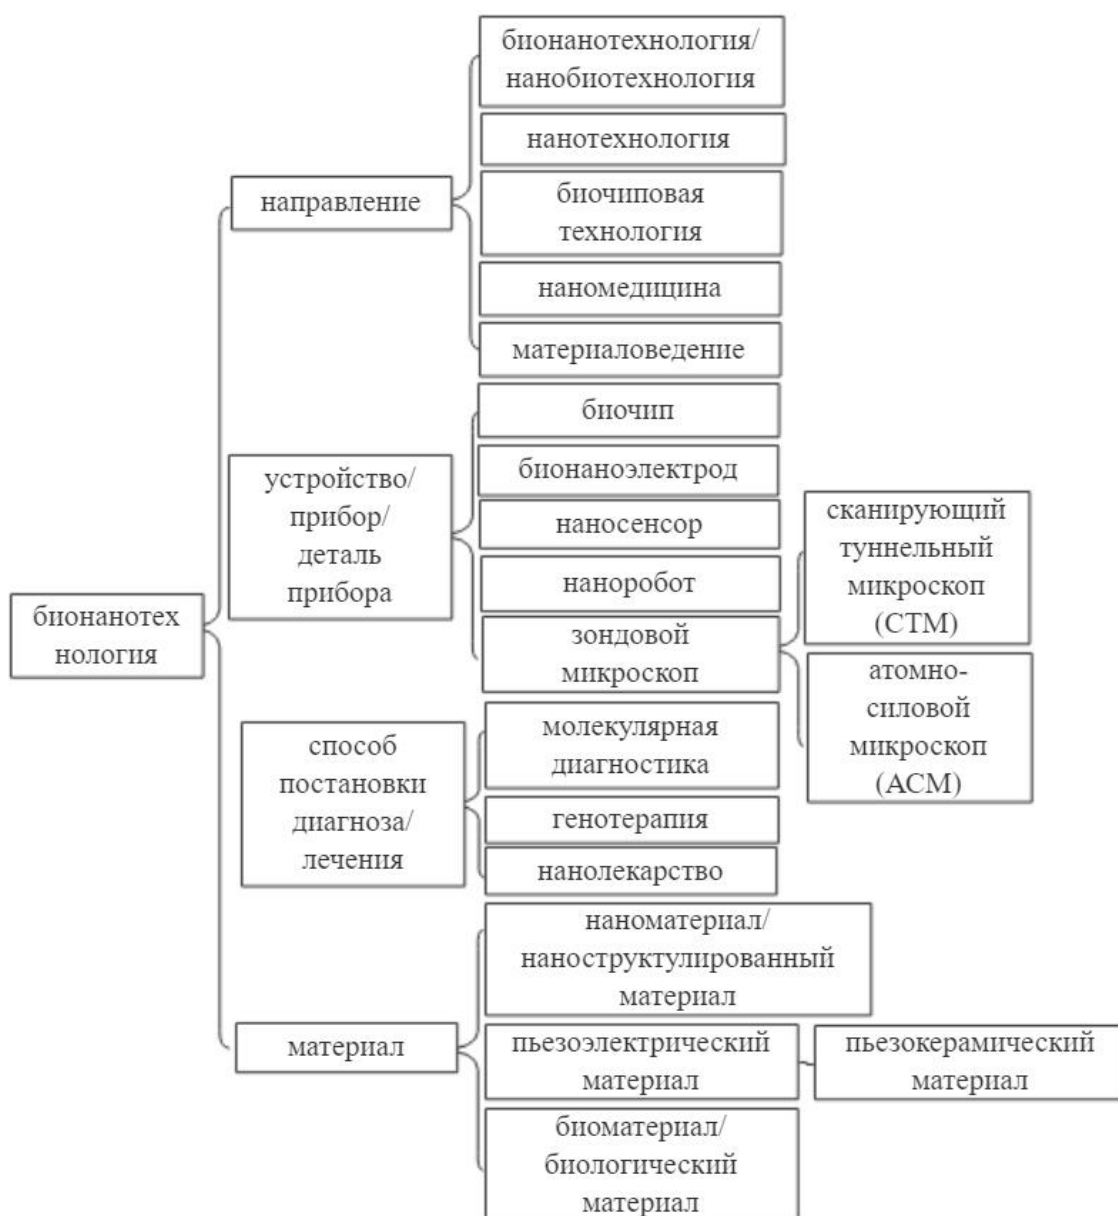 бионанотехнология/
нанобиотехнология
нанотехнология
биочиповая
технология
наномедицина
материаловедение
направление
биочип
бионаноэлектрод
наносенсор
наноробот
зондовой
микроскоп
устройство/
прибор/
деталь
прибора
сканирующий
туннельный
микроскоп
(СТМ)
атомно-
силовой
микроскоп
(АСМ)
бионанотех
нология
способ
постановки
диагноза/
лечения
молекулярная
диагностика
генотерапия
нанолекарство
наноматериал/
наноструктулированный
материал
материал
пьезоэлектрический
материал
пьезокерамический
материал
биоматериал/
биологический
материал